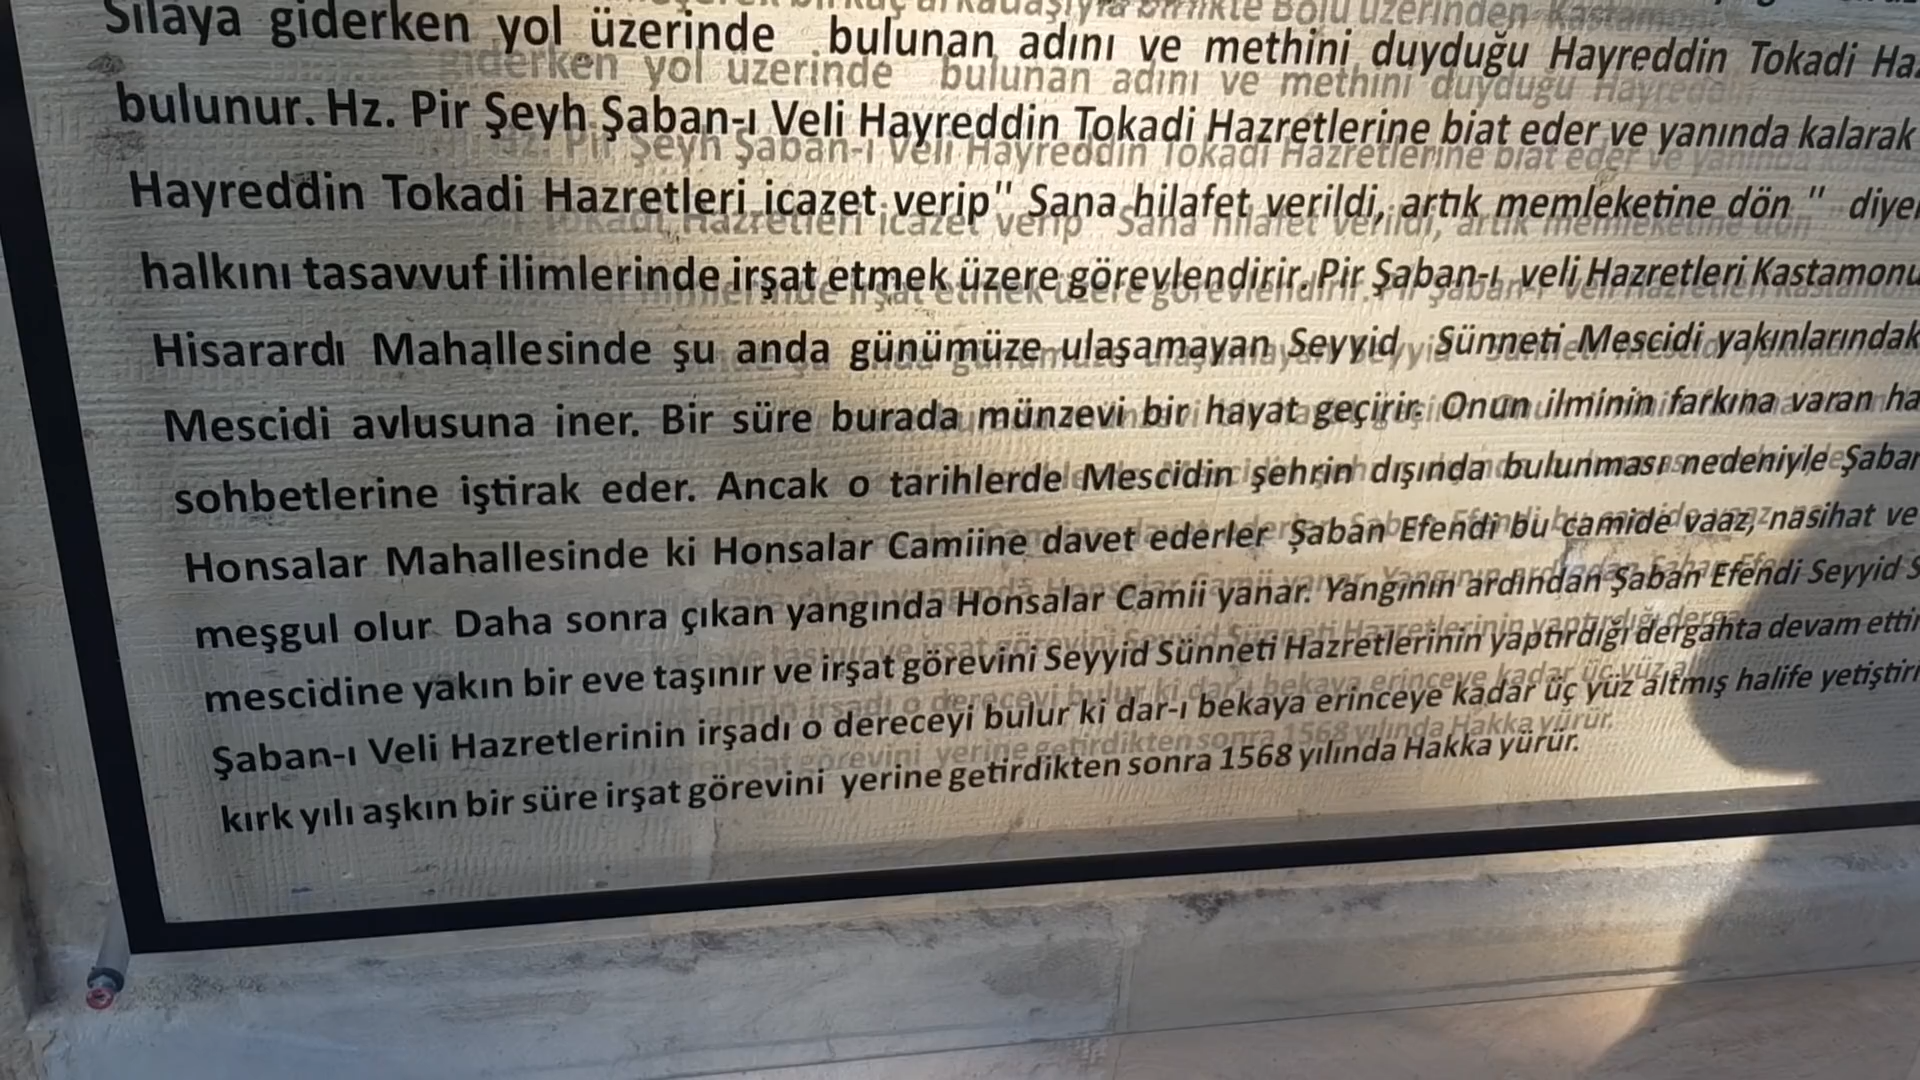 Sılaya giderken yol üzerinde bulunan adını ve methini duyduğu Hayreddin Tokadi
bulunur. Hz. Pir Şeyh Şaban-ı Veli Hayreddin Tokadi Hazretlerine biat eder ve yanında kalarak
Hayreddin Tokadi Hazretleri icazet verip" Sana hilafet verildi, artık memleketine dön "
halkını tasavvuf ilimlerinde irşat etmek üzere görevlendirir. Pir Şaban-ı veli Hazretleri Kastamonu
Hisarardı Mahallesinde şu anda günümüze ulaşamayan Seyyid Sünneti Mescidi
Mescidi avlusuna iner. Bir süre burada münzevi bir hayat geçirir. Onun ilminin farkına varan
sohbetlerine iştirak eder. Ancak o tarihlerde Mescidin şehrin dışında bulunması nedeniyle
Honsalar Mahallesinde ki Honsalar Camiine davet ederler Şaban Efendi bu camide vaaz, nasihat ve
meşgul olur Daha sonra çıkan yangında Honsalar Camii yanar. Yangının ardından Şaban Efendi Seyyid
mescidine yakın bir eve taşınır ve irşat görevini Seyyid Sünneti Hazretlerinin yaptırdığı dergahta devam
Şaban-ı Veli Hazretlerinin irşadı o dereceyi bulur ki dar-ı bekaya erinceye kadar üç yüz altmış halife
kırk yılı aşkın bir süre irşat görevini yerine getirdikten sonra 1568 yılında Hakka yürür.